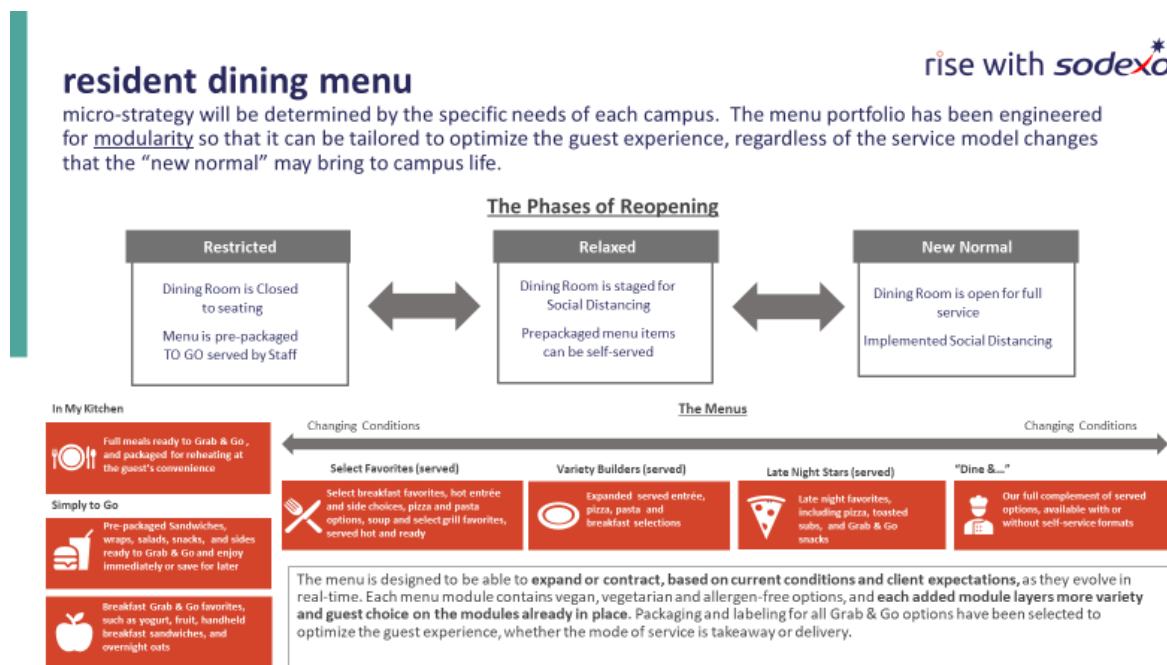 rise with sodexo
resident dining menu
micro-strategy will be determined by the specific needs of each campus.  The menu portfolio has been engineered
for modularity so that it can be tailored to optimize the guest experience, regardless of the service model changes
that the “new normal” may bring to campus life.
The Phases of Reopening
Restricted
Dining Room is Closed
to seating
Menu is pre-packaged
TO GO served by Staff
Relaxed
Dining Room is staged for
Social Distancing
Prepackaged menu items
can be self-served
New Normal
Dining Room is open for full
service
Implemented Social Distancing
In My Kitchen
Full meals ready to Grab & Go ,
and packaged for reheating at
the guest's convenience
Simply to Go
Pre-packaged Sandwiches,
wraps, salads, snacks, and sides
ready to Grab & Go and enjoy
immediately or save for later
Breakfast Grab & Go favorites,
such as yogurt, fruit, handheld
breakfast sandwiches, and
overnight oats
The Menus
Changing Conditions
Changing Conditions
Select Favorites (served)
Select breakfast favorites, hot entrée
and side choices, pizza and pasta
options, soup and select grill favorites,
served hot and ready
Variety Builders (served)
Expanded served entrée,
pizza, pasta and
breakfast selections
Late Night Stars (served)
Late night favorites,
including pizza, toasted
subs, and Grab & Go
snacks
“Dine &...”
Our full complement of served
options, available with or
without self-service formats
The menu is designed to be able to expand or contract, based on current conditions and client expectations, as they evolve in
real-time. Each menu module contains vegan, vegetarian and allergen-free options, and each added module layers more variety
and guest choice on the modules already in place. Packaging and labeling for all Grab & Go options have been selected to
optimize the guest experience, whether the mode of service is takeaway or delivery.